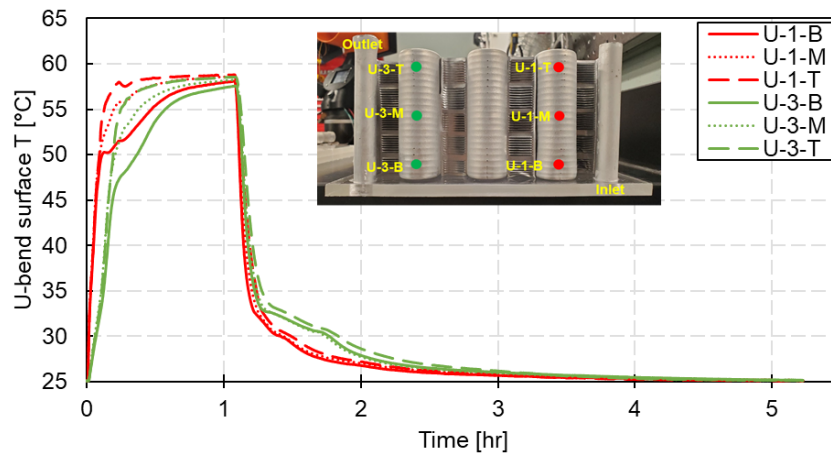 65
60
55
50
45
40
35
30
25
U-bend surface T [°C]
0
1
2
3
4
5
Time [hr]
Outlet
U-3-T
U-1-T
U-3-M
U-1-M
U-3-B
U-1-B
Inlet
U-1-B
U-1-M
U-1-T
U-3-B
U-3-M
U-3-T